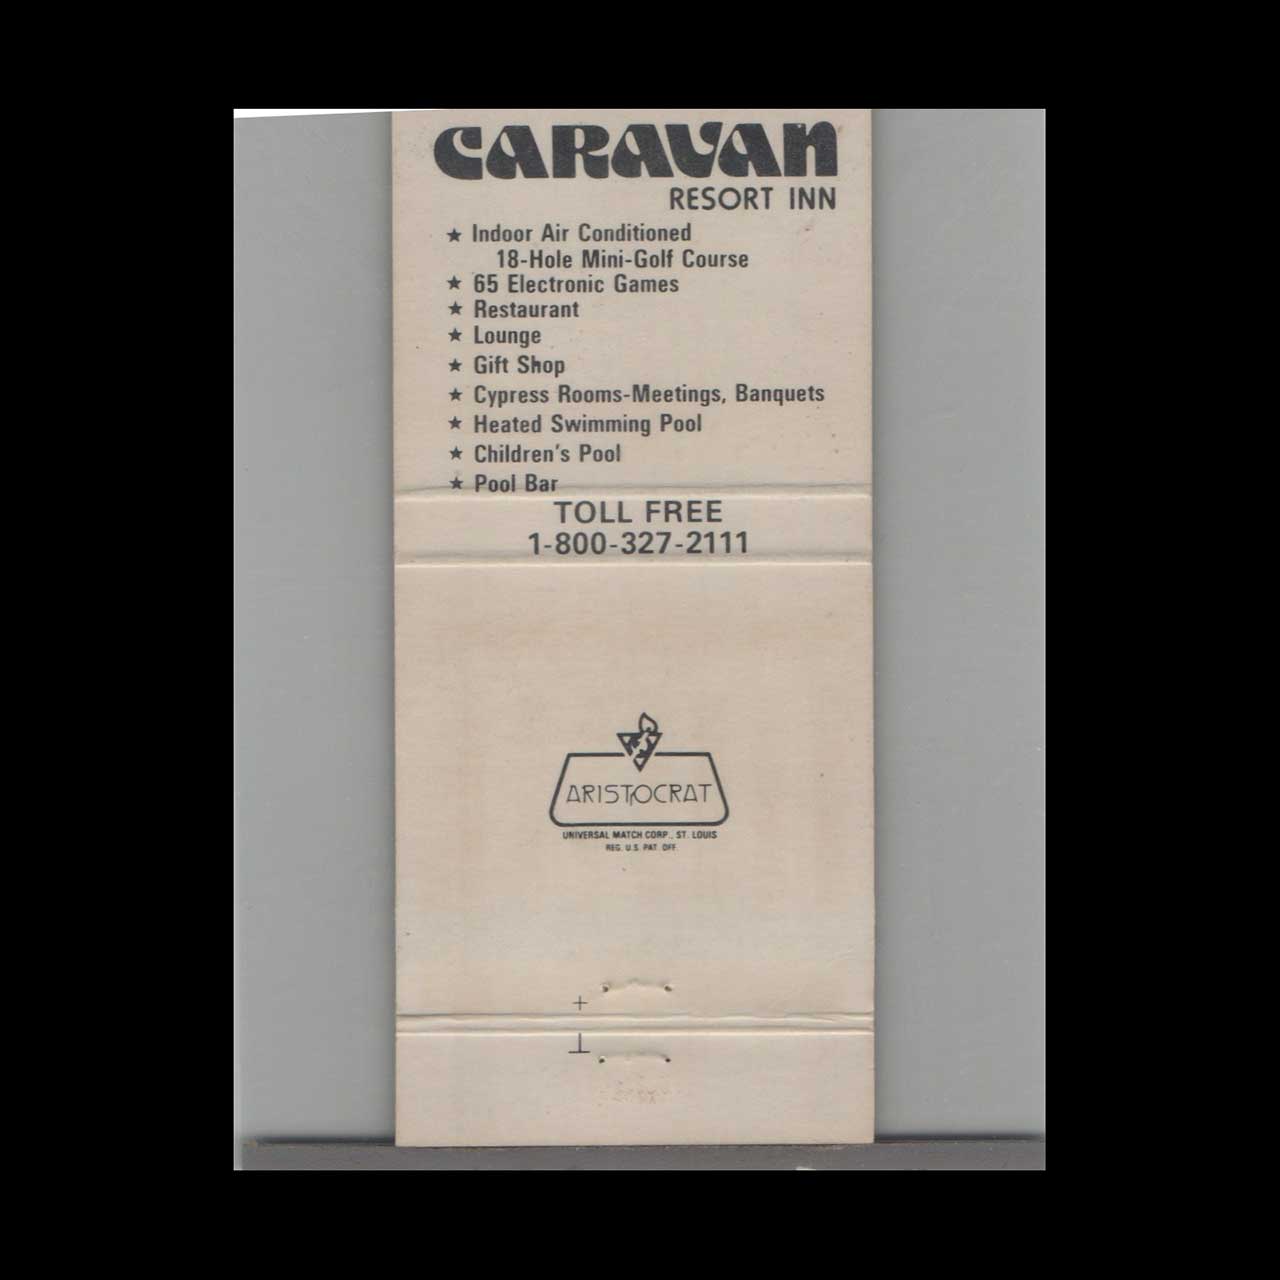 CARAVAN
RESORT INN
★ Indoor Air Conditioned
18-Hole Mini-Golf Course
★ 65 Electronic Games
★ Restaurant
★ Lounge
★ Gift Shop
★ Cypress Rooms-Meetings, Banquets
★ Heated Swimming Pool
★ Children's Pool
★ Pool Bar
TOLL FREE
1-800-327-2111
ARISTOCRAT
UNIVERSAL MATCH CORP., ST. LOUIS
REG. U.S. PAT. OFF.